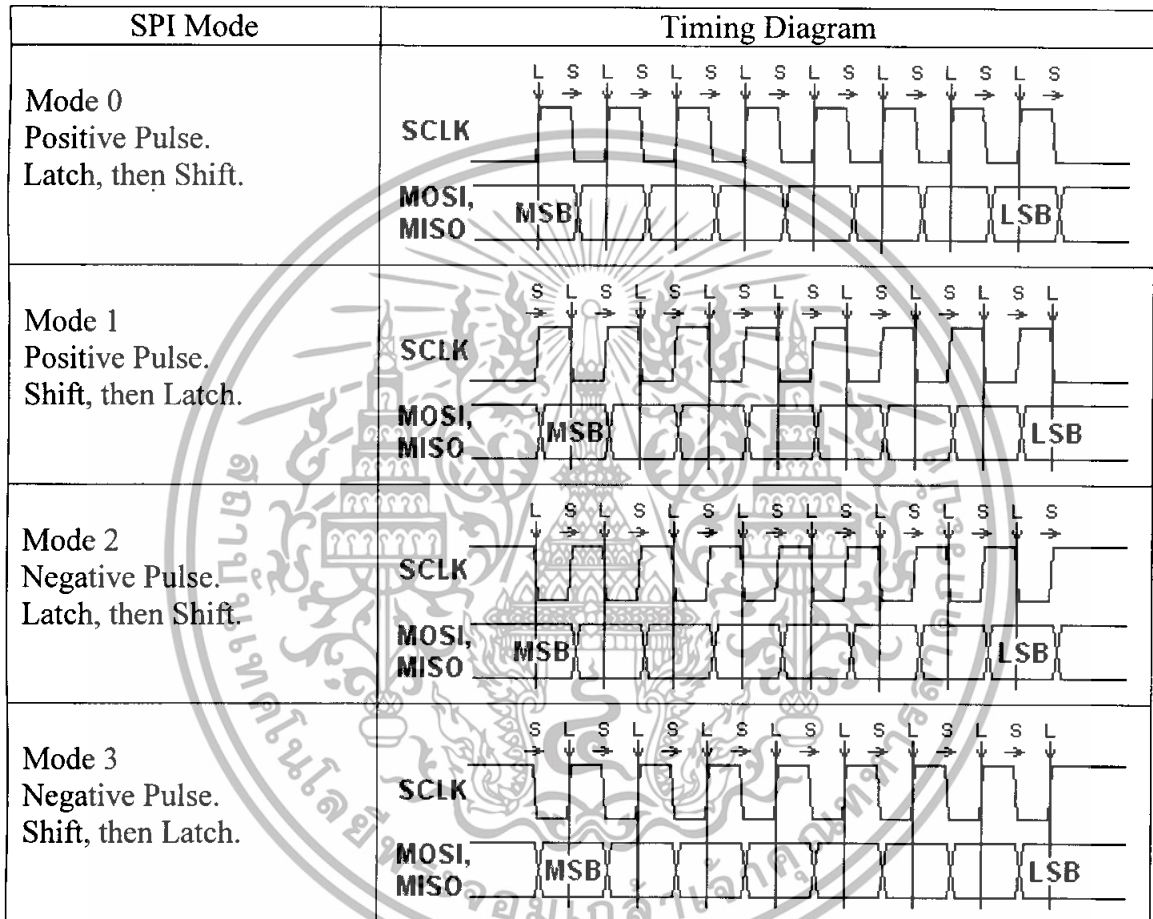 SPI Mode
Timing Diagram
Mode 0
Positive Pulse.
Latch, then Shift.
L S L S L S L S L S L S L S L S
SCLK
MOSI,
MISO
MSB
LSB
Mode 1
Positive Pulse.
Shift, then Latch.
S L S L S L S L S L S L S L S L
SCLK
MOSI,
MISO
MSB
LSB
Mode 2
Negative Pulse.
Latch, then Shift.
L S L S L S L S L S L S L S L S
SCLK
MOSI,
MISO
MSB
LSB
Mode 3
Negative Pulse.
Shift, then Latch.
S L S L S L S L S L S L S L S L
SCLK
MOSI,
MISO
MSB
LSB